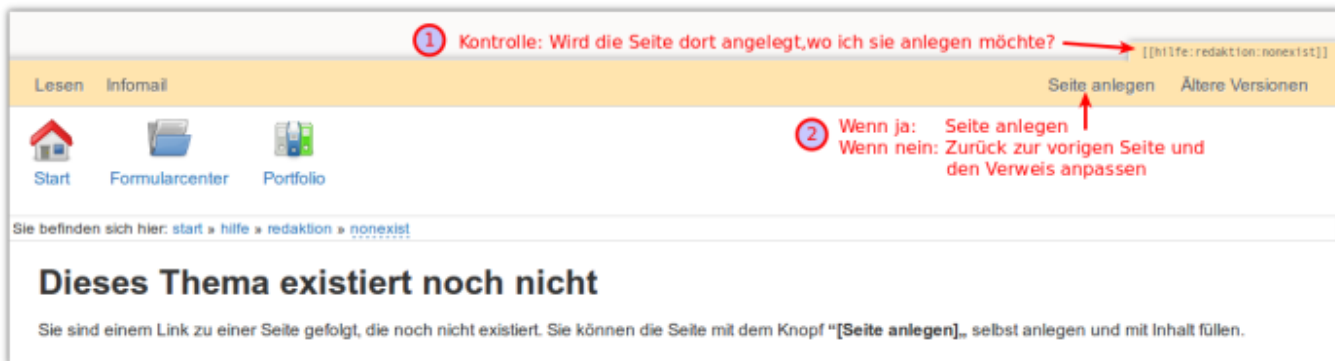 1 Kontrolle: Wird die Seite dort angelegt,wo ich sie anlegen möchte?
[[hilfe:redaktion:nonexist]]
Lesen Infomail Seite anlegen Ältere Versionen
2 Wenn ja: Seite anlegen
Wenn nein: Zurück zur vorigen Seite und
den Verweis anpassen
Start Formularcenter Portfolio
Sie befinden sich hier: start » hilfe » redaktion » nonexist
Dieses Thema existiert noch nicht
Sie sind einem Link zu einer Seite gefolgt, die noch nicht existiert. Sie können die Seite mit dem Knopf “[Seite anlegen]„ selbst anlegen und mit Inhalt füllen.